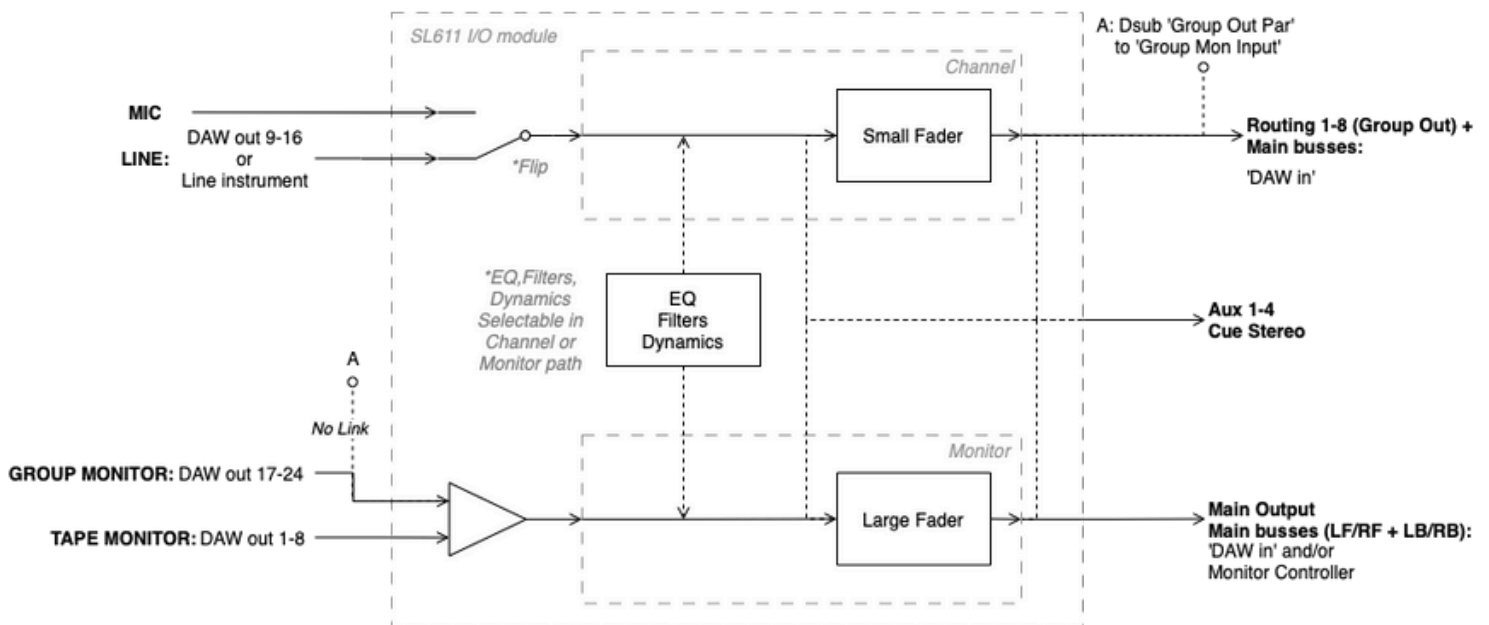 SL611 I/O module
A: Dsub 'Group Out Par'
to 'Group Mon Input'
Channel
MIC
DAW out 9-16
LINE:
or
Line instrument
*Flip
Small Fader
Routing 1-8 (Group Out) +
Main busses:
'DAW in'
*EQ,Filters,
Dynamics
Selectable in
Channel or
Monitor path
EQ
Filters
Dynamics
Aux 1-4
Cue Stereo
A
No Link
Monitor
GROUP MONITOR: DAW out 17-24
TAPE MONITOR: DAW out 1-8
Large Fader
Main Output
Main busses (LF/RF + LB/RB):
'DAW in' and/or
Monitor Controller